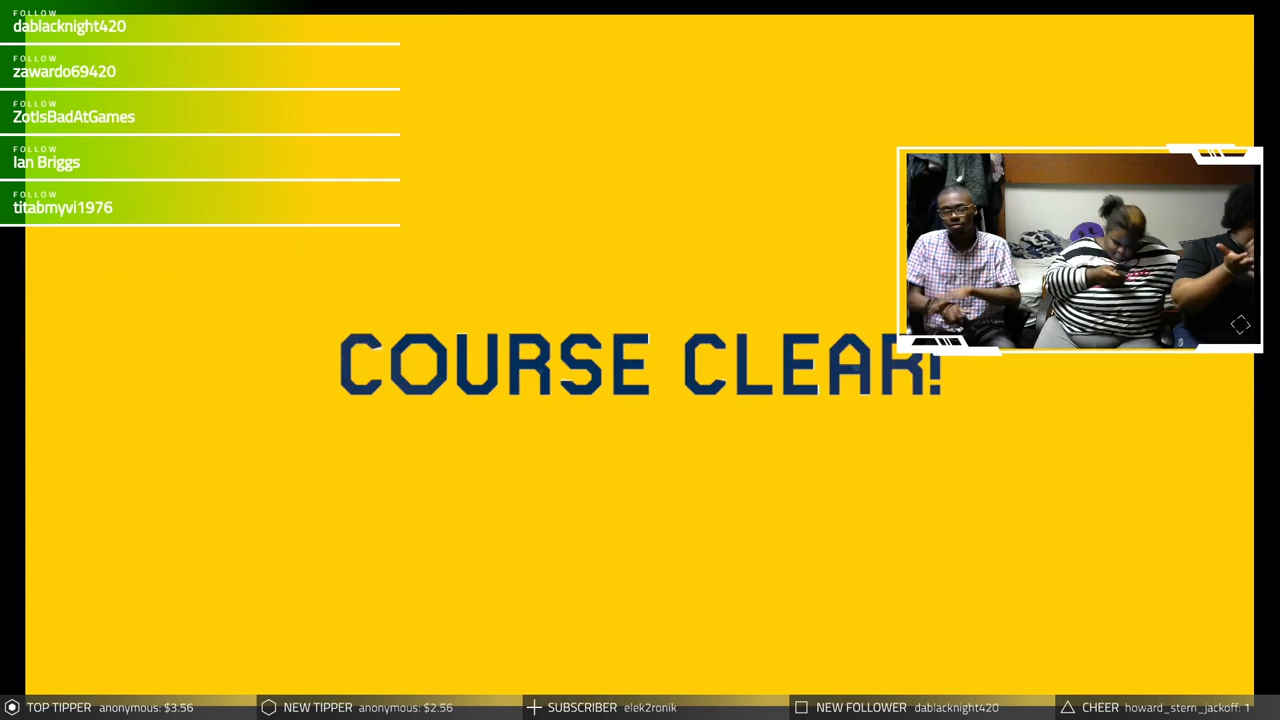 FOLLOW
dablacknight420
FOLLOW
zawardo69420
FOLLOW
ZotIsBadAtGames
FOLLOW
Ian Briggs
FOLLOW
titabmyvi1976
COURSE CLEAR!
TOP TIPPER anonymous: $3.56
NEW TIPPER anonymous: $2.56
SUBSCRIBER elek2ronik
NEW FOLLOWER dablacknight420
CHEER howard_stern_jackoff: 1